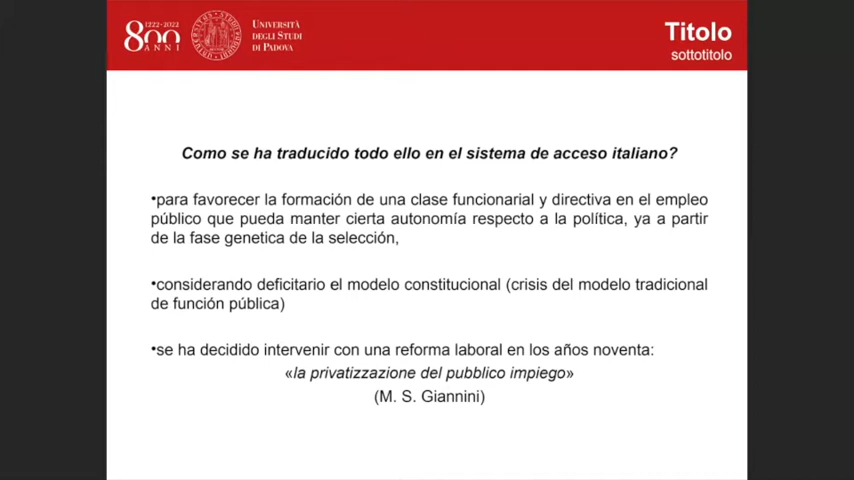 1222·2022
800
ANNI
UNIVERSITÀ
DEGLI STUDI
DI PADOVA
Titolo
sottotitolo
Como se ha traducido todo ello en el sistema de acceso italiano?
•para favorecer la formación de una clase funcionarial y directiva en el empleo
público que pueda manter cierta autonomía respecto a la política, ya a partir
de la fase genetica de la selección,
•considerando deficitario el modelo constitucional (crisis del modelo tradicional
de función pública)
•se ha decidido intervenir con una reforma laboral en los años noventa:
«la privatizzazione del pubblico impiego»
(M. S. Giannini)